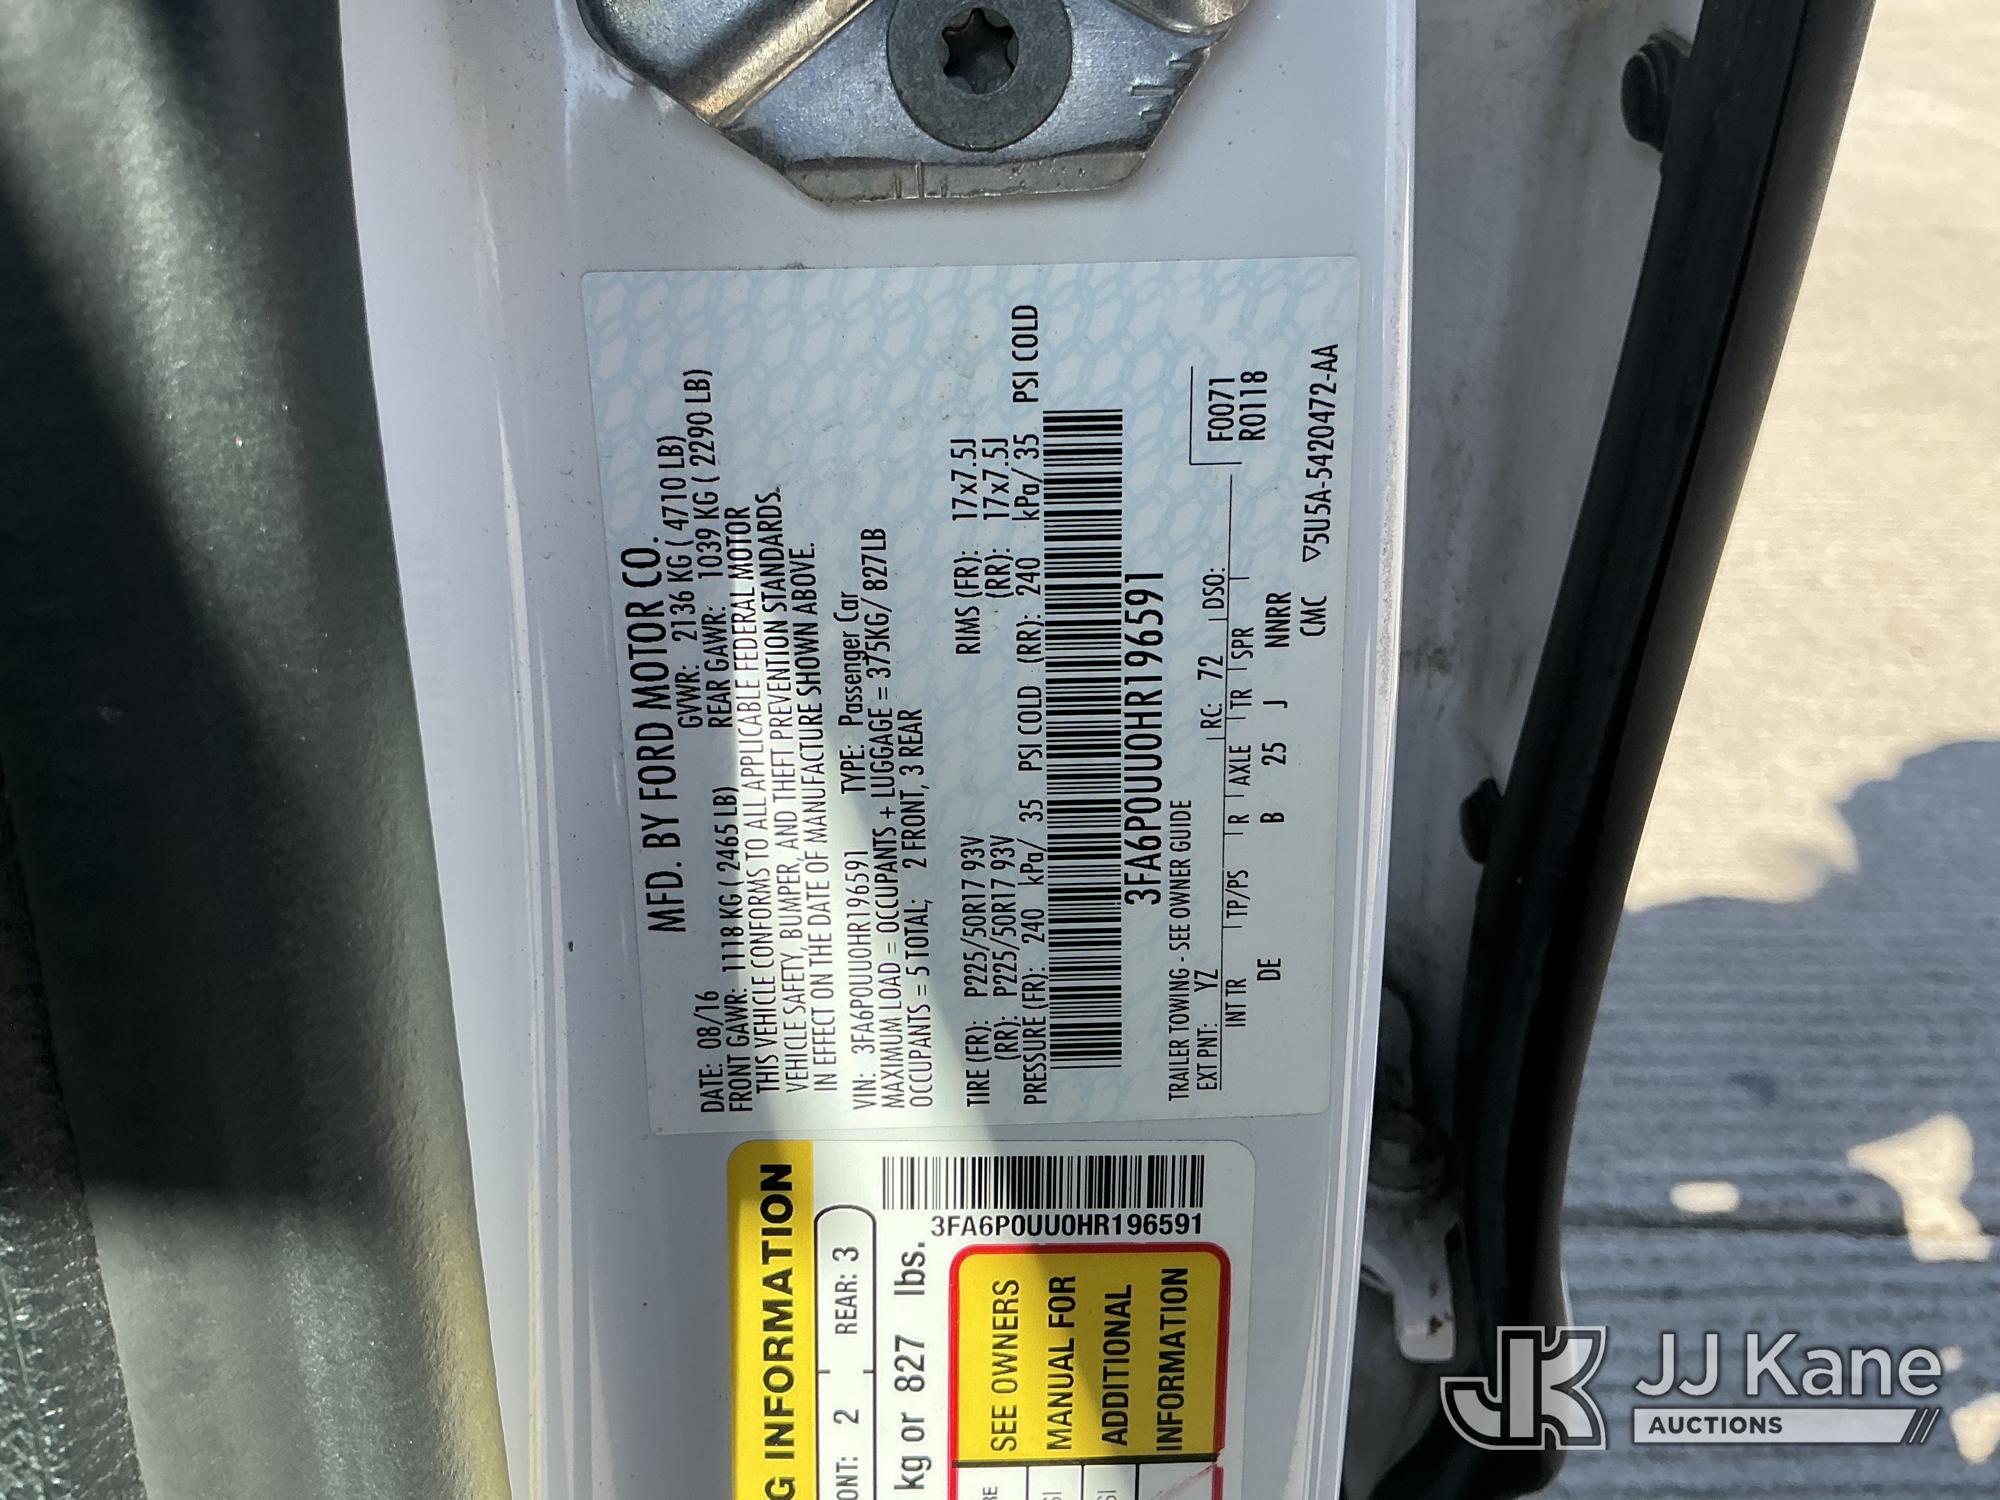 MFD. BY FORD MOTOR CO.
DATE: 08/16 GVWR: 2136 KG ( 4710 LB)
FRONT GAWR: 1118 KG ( 2465 LB) REAR GAWR: 1039 KG ( 2290 LB)
THIS VEHICLE CONFORMS TO ALL APPLICABLE FEDERAL MOTOR
VEHICLE SAFETY, BUMPER, AND THEFT PREVENTION STANDARDS
IN EFFECT ON THE DATE OF MANUFACTURE SHOWN ABOVE.
VIN: 3FA6P0UU0HR196591 TYPE: Passenger Car
MAXIMUM LOAD = OCCUPANTS + LUGGAGE = 375KG/ 827LB
OCCUPANTS = 5 TOTAL; 2 FRONT, 3 REAR
TIRE (FR): P225/50R17 93V RIMS (FR): 17x7.5J
(RR): P225/50R17 93V (RR): 17x7.5J
PRESSURE (FR): 240 kPa/ 35 PSI COLD (RR): 240 kPa/ 35 PSI COLD
3FA6P0UU0HR196591
TRAILER TOWING - SEE OWNER GUIDE
EXT PNT: YZ RC: 72 DSO: F0071
R0118
INT TR TP/PS R AXLE TR SPR
DE B 25 J NNRR
CMC ▽5U5A-5420472-AA
G INFORMATION
ONT: 2 REAR: 3
kg or 827 lbs.
3FA6P0UU0HR196591
SEE OWNERS
MANUAL FOR
ADDITIONAL
INFORMATION
JJ Kane
AUCTIONS